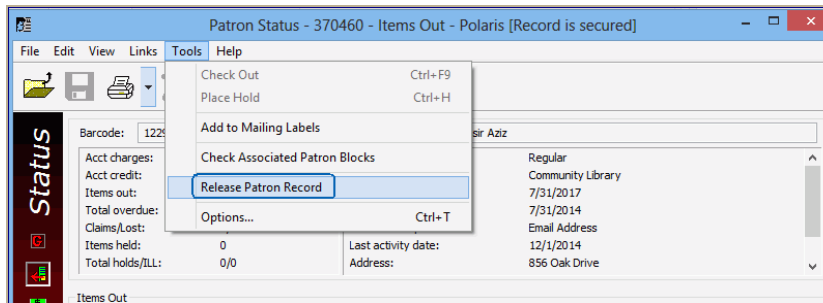 Patron Status - 370460 - Items Out - Polaris [Record is secured]
File Edit View Links Tools Help
Check Out Ctrl+F9
Place Hold Ctrl+H
Add to Mailing Labels
Check Associated Patron Blocks
Release Patron Record
Options... Ctrl+T
Status
Barcode: 1229 sir Aziz
Acct charges: Regular
Acct credit: Community Library
Items out: 7/31/2017
Total overdue: 7/31/2014
Claims/Lost: Email Address
Items held: 0 Last activity date: 12/1/2014
Total holds/ILL: 0/0 Address: 856 Oak Drive
Items Out